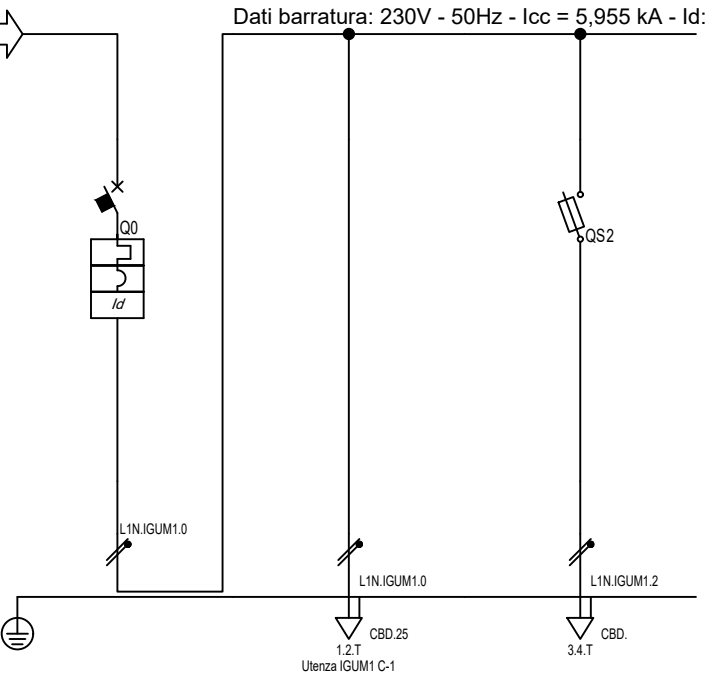 Dati barratura: 230V - 50Hz - Icc = 5,955 kA - Id:
Q0
Id
QS2
L1N.IGUM1.0
L1N.IGUM1.0
L1N.IGUM1.2
CBD.25
1.2.T
Utenza IGUM1 C-1
CBD.
3.4.T